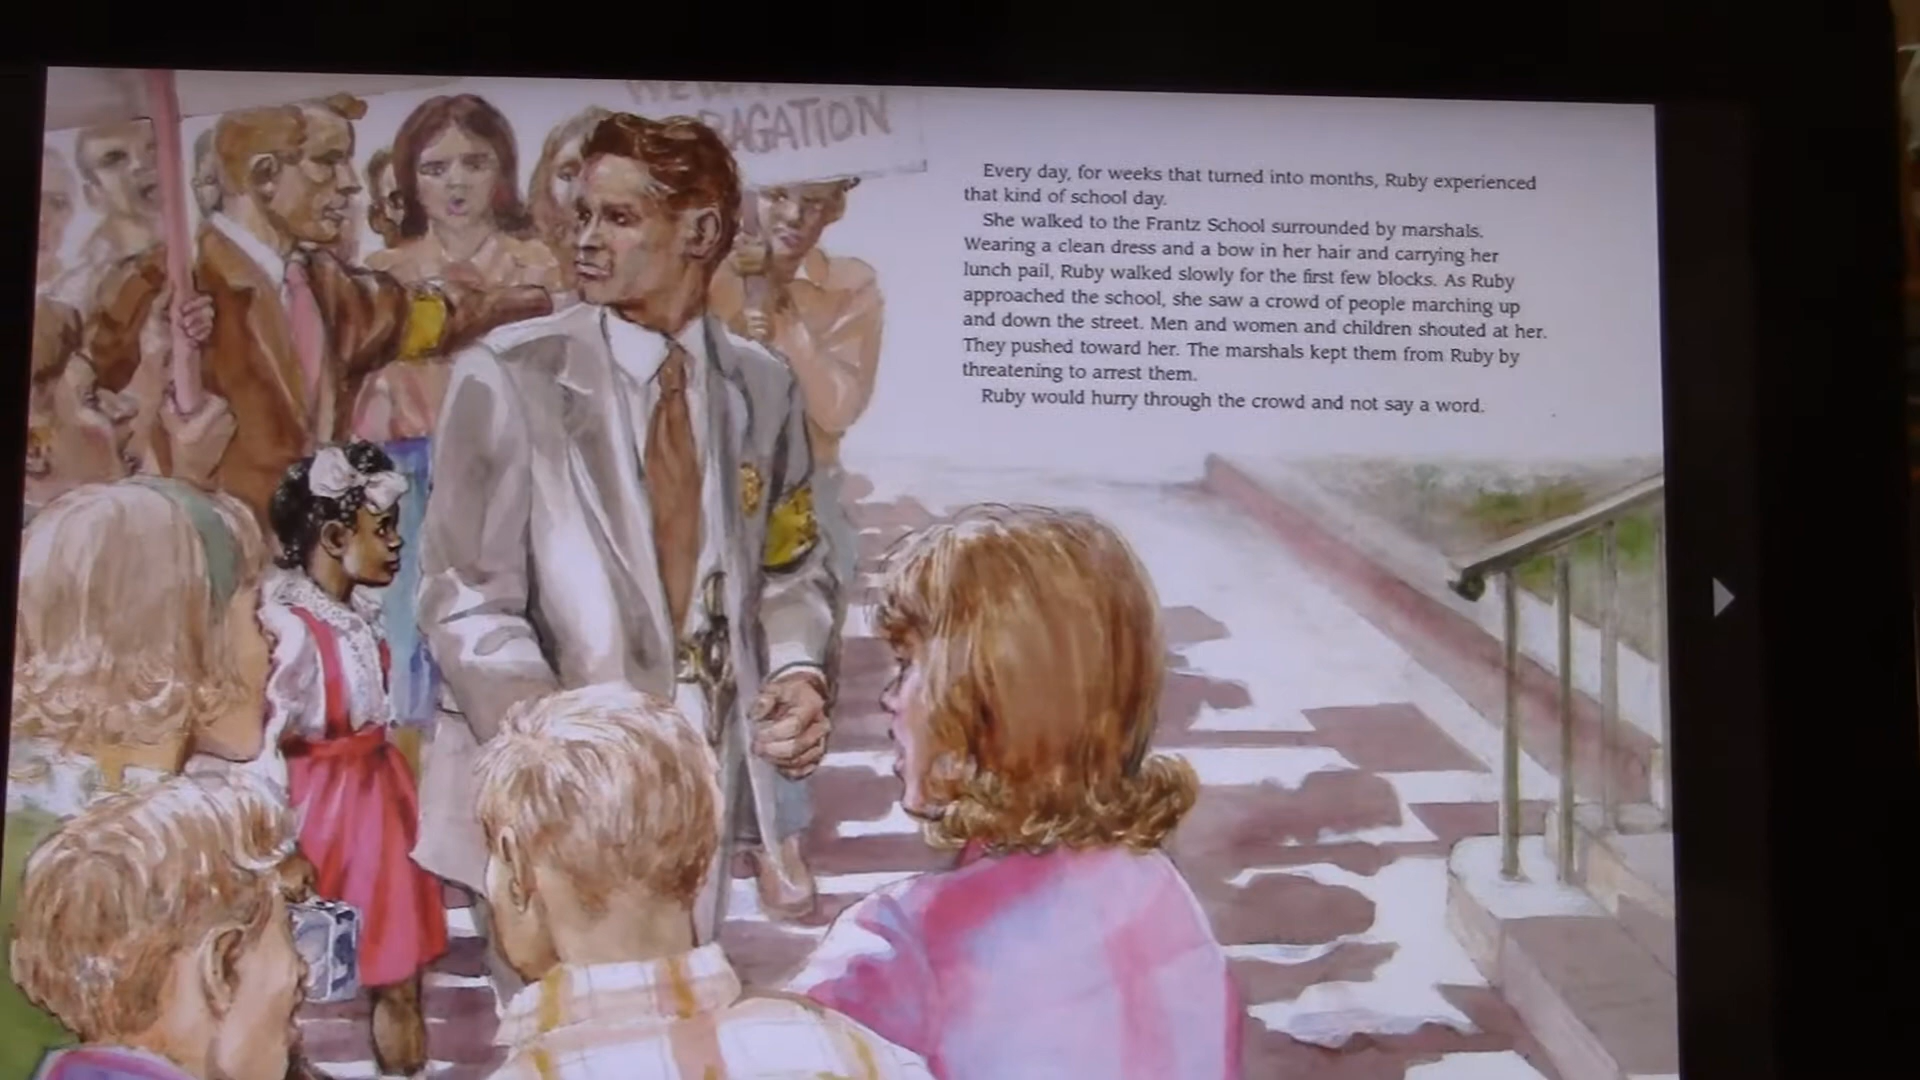 RAGATION
Every day, for weeks that turned into months, Ruby experienced
that kind of school day.
She walked to the Frantz School surrounded by marshals.
Wearing a clean dress and a bow in her hair and carrying her
lunch pail, Ruby walked slowly for the first few blocks. As Ruby
approached the school, she saw a crowd of people marching up
and down the street. Men and women and children shouted at her.
They pushed toward her. The marshals kept them from Ruby by
threatening to arrest them.
Ruby would hurry through the crowd and not say a word.